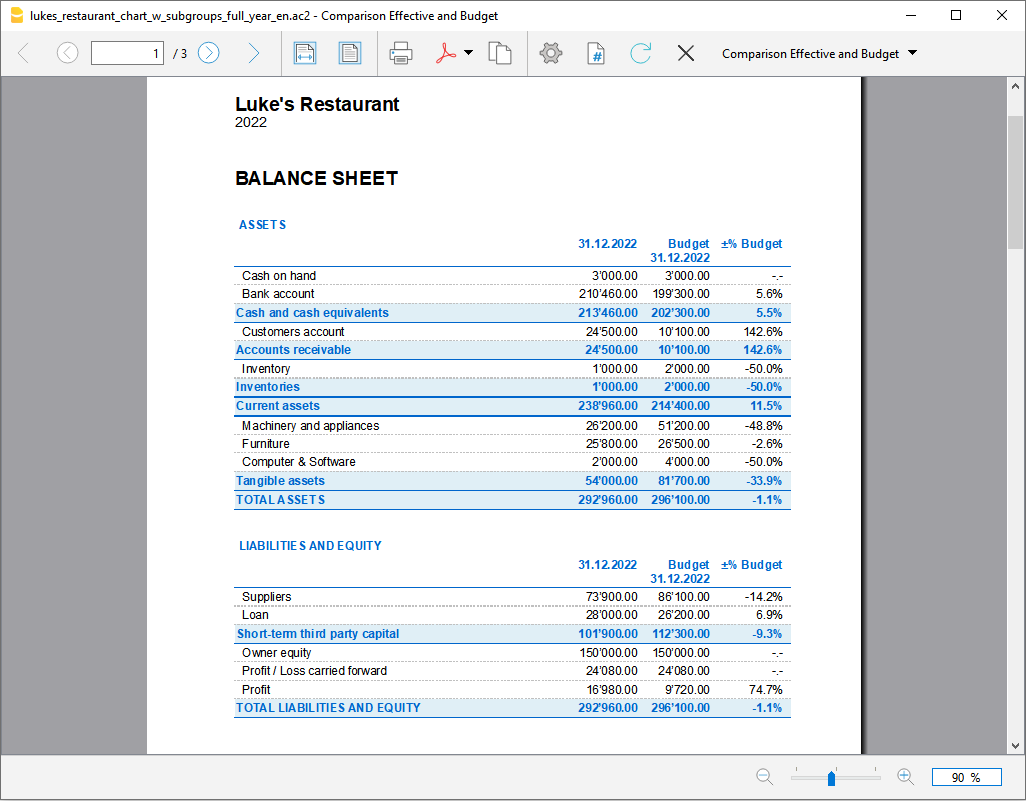 lukes_restaurant_chart_w_subgroups_full_year_en.ac2 - Comparison Effective and Budget
1 / 3 # Comparison Effective and Budget
Luke's Restaurant
2022
BALANCE SHEET
ASSETS
31.12.2022 Budget ±% Budget
31.12.2022
Cash on hand 3'000.00 3'000.00 -.-
Bank account 210'460.00 199'300.00 5.6%
Cash and cash equivalents 213'460.00 202'300.00 5.5%
Customers account 24'500.00 10'100.00 142.6%
Accounts receivable 24'500.00 10'100.00 142.6%
Inventory 1'000.00 2'000.00 -50.0%
Inventories 1'000.00 2'000.00 -50.0%
Current assets 238'960.00 214'400.00 11.5%
Machinery and appliances 26'200.00 51'200.00 -48.8%
Furniture 25'800.00 26'500.00 -2.6%
Computer & Software 2'000.00 4'000.00 -50.0%
Tangible assets 54'000.00 81'700.00 -33.9%
TOTAL ASSETS 292'960.00 296'100.00 -1.1%
LIABILITIES AND EQUITY
31.12.2022 Budget ±% Budget
31.12.2022
Suppliers 73'900.00 86'100.00 -14.2%
Loan 28'000.00 26'200.00 6.9%
Short-term third party capital 101'900.00 112'300.00 -9.3%
Owner equity 150'000.00 150'000.00 -.-
Profit / Loss carried forward 24'080.00 24'080.00 -.-
Profit 16'980.00 9'720.00 74.7%
TOTAL LIABILITIES AND EQUITY 292'960.00 296'100.00 -1.1%
90 %